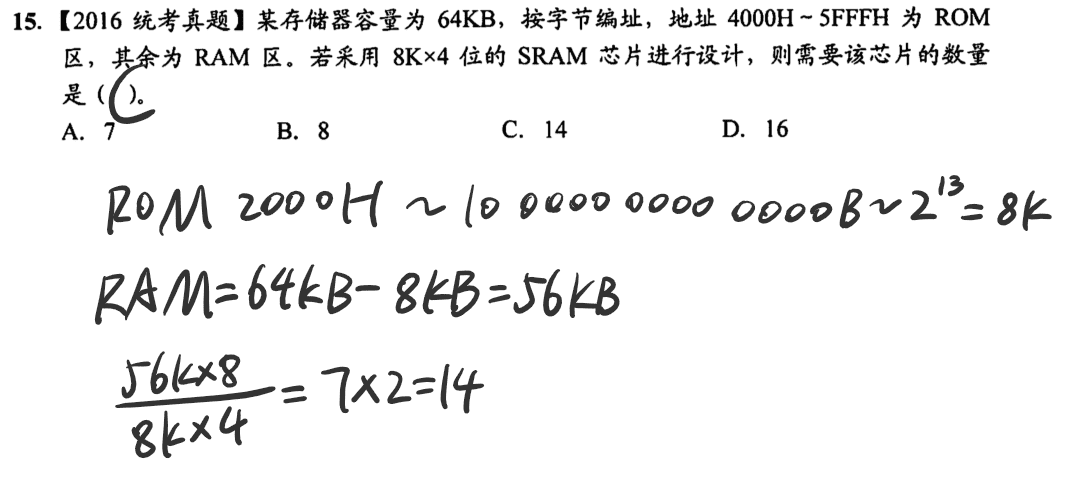 15.【2016 统考真题】某存储器容量为 64KB，按字节编址，地址 4000H～5FFFH 为 ROM
区，其余为 RAM 区。若采用 8K×4 位的 SRAM 芯片进行设计，则需要该芯片的数量
是（C）。
A. 7 B. 8 C. 14 D. 16
ROM 2000H ~ 10 0000 0000 0000B ~ 2^13 = 8K
RAM=64KB-8KB=56KB
56K×8 / 8K×4 = 7×2=14